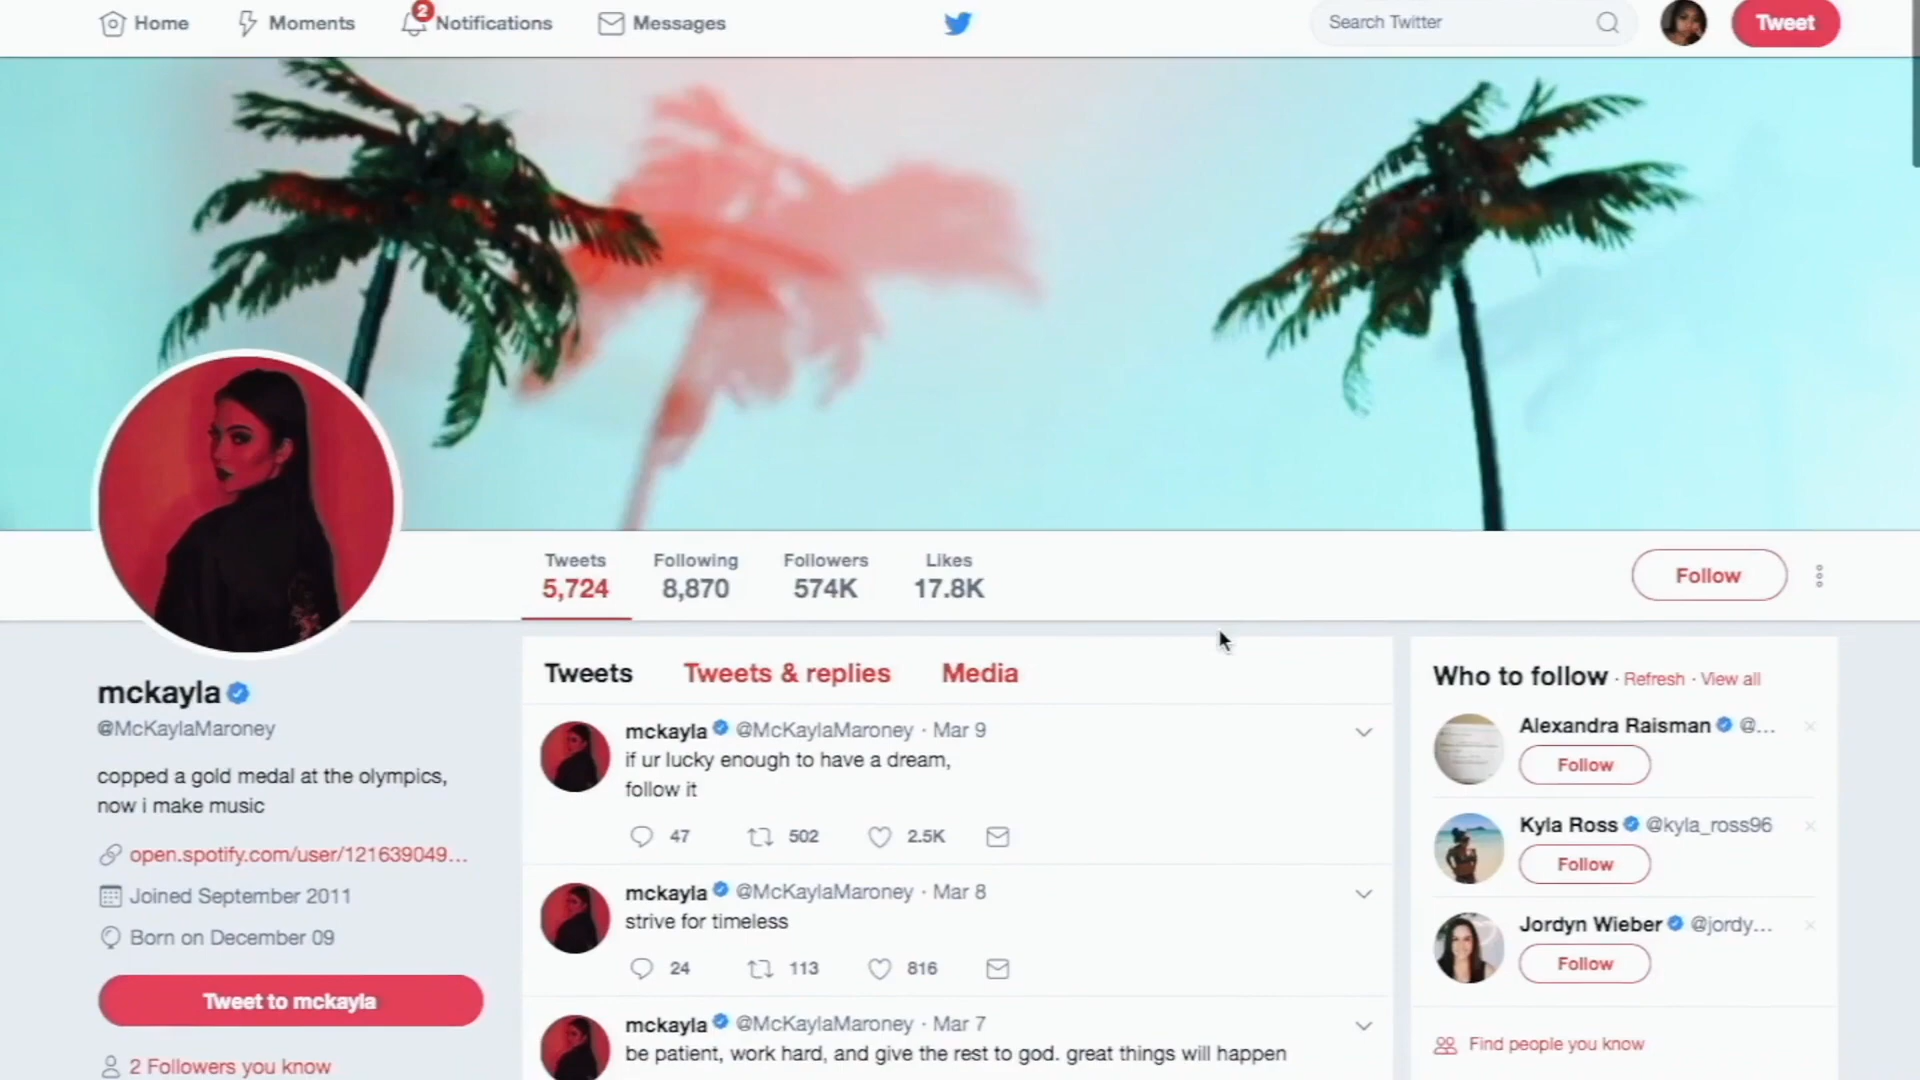 Home
Moments
2
Notifications
Messages
Search Twitter
Tweet
Tweets
5,724
Following
8,870
Followers
574K
Likes
17.8K
Follow
mckayla
@McKaylaMaroney
copped a gold medal at the olympics,
now i make music
open.spotify.com/user/121639049...
Joined September 2011
Born on December 09
Tweet to mckayla
2 Followers you know
Tweets
Tweets & replies
Media
mckayla @McKaylaMaroney · Mar 9
if ur lucky enough to have a dream,
follow it
47
502
2.5K
mckayla @McKaylaMaroney · Mar 8
strive for timeless
24
113
816
mckayla @McKaylaMaroney · Mar 7
be patient, work hard, and give the rest to god. great things will happen
Who to follow · Refresh · View all
Alexandra Raisman @...
Follow
Kyla Ross @kyla_ross96
Follow
Jordyn Wieber @jordy...
Follow
Find people you know